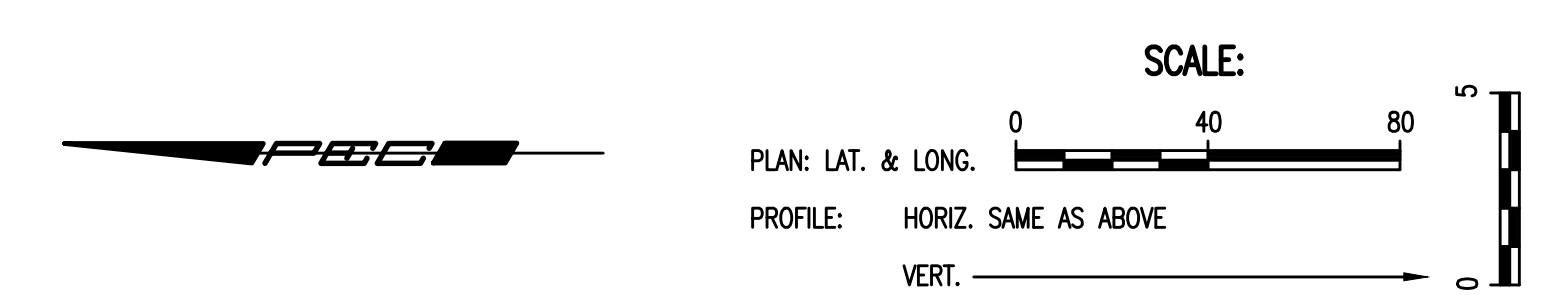 PEC
SCALE:
0 40 80
PLAN: LAT. & LONG.
PROFILE: HORIZ. SAME AS ABOVE
VERT.
5
0